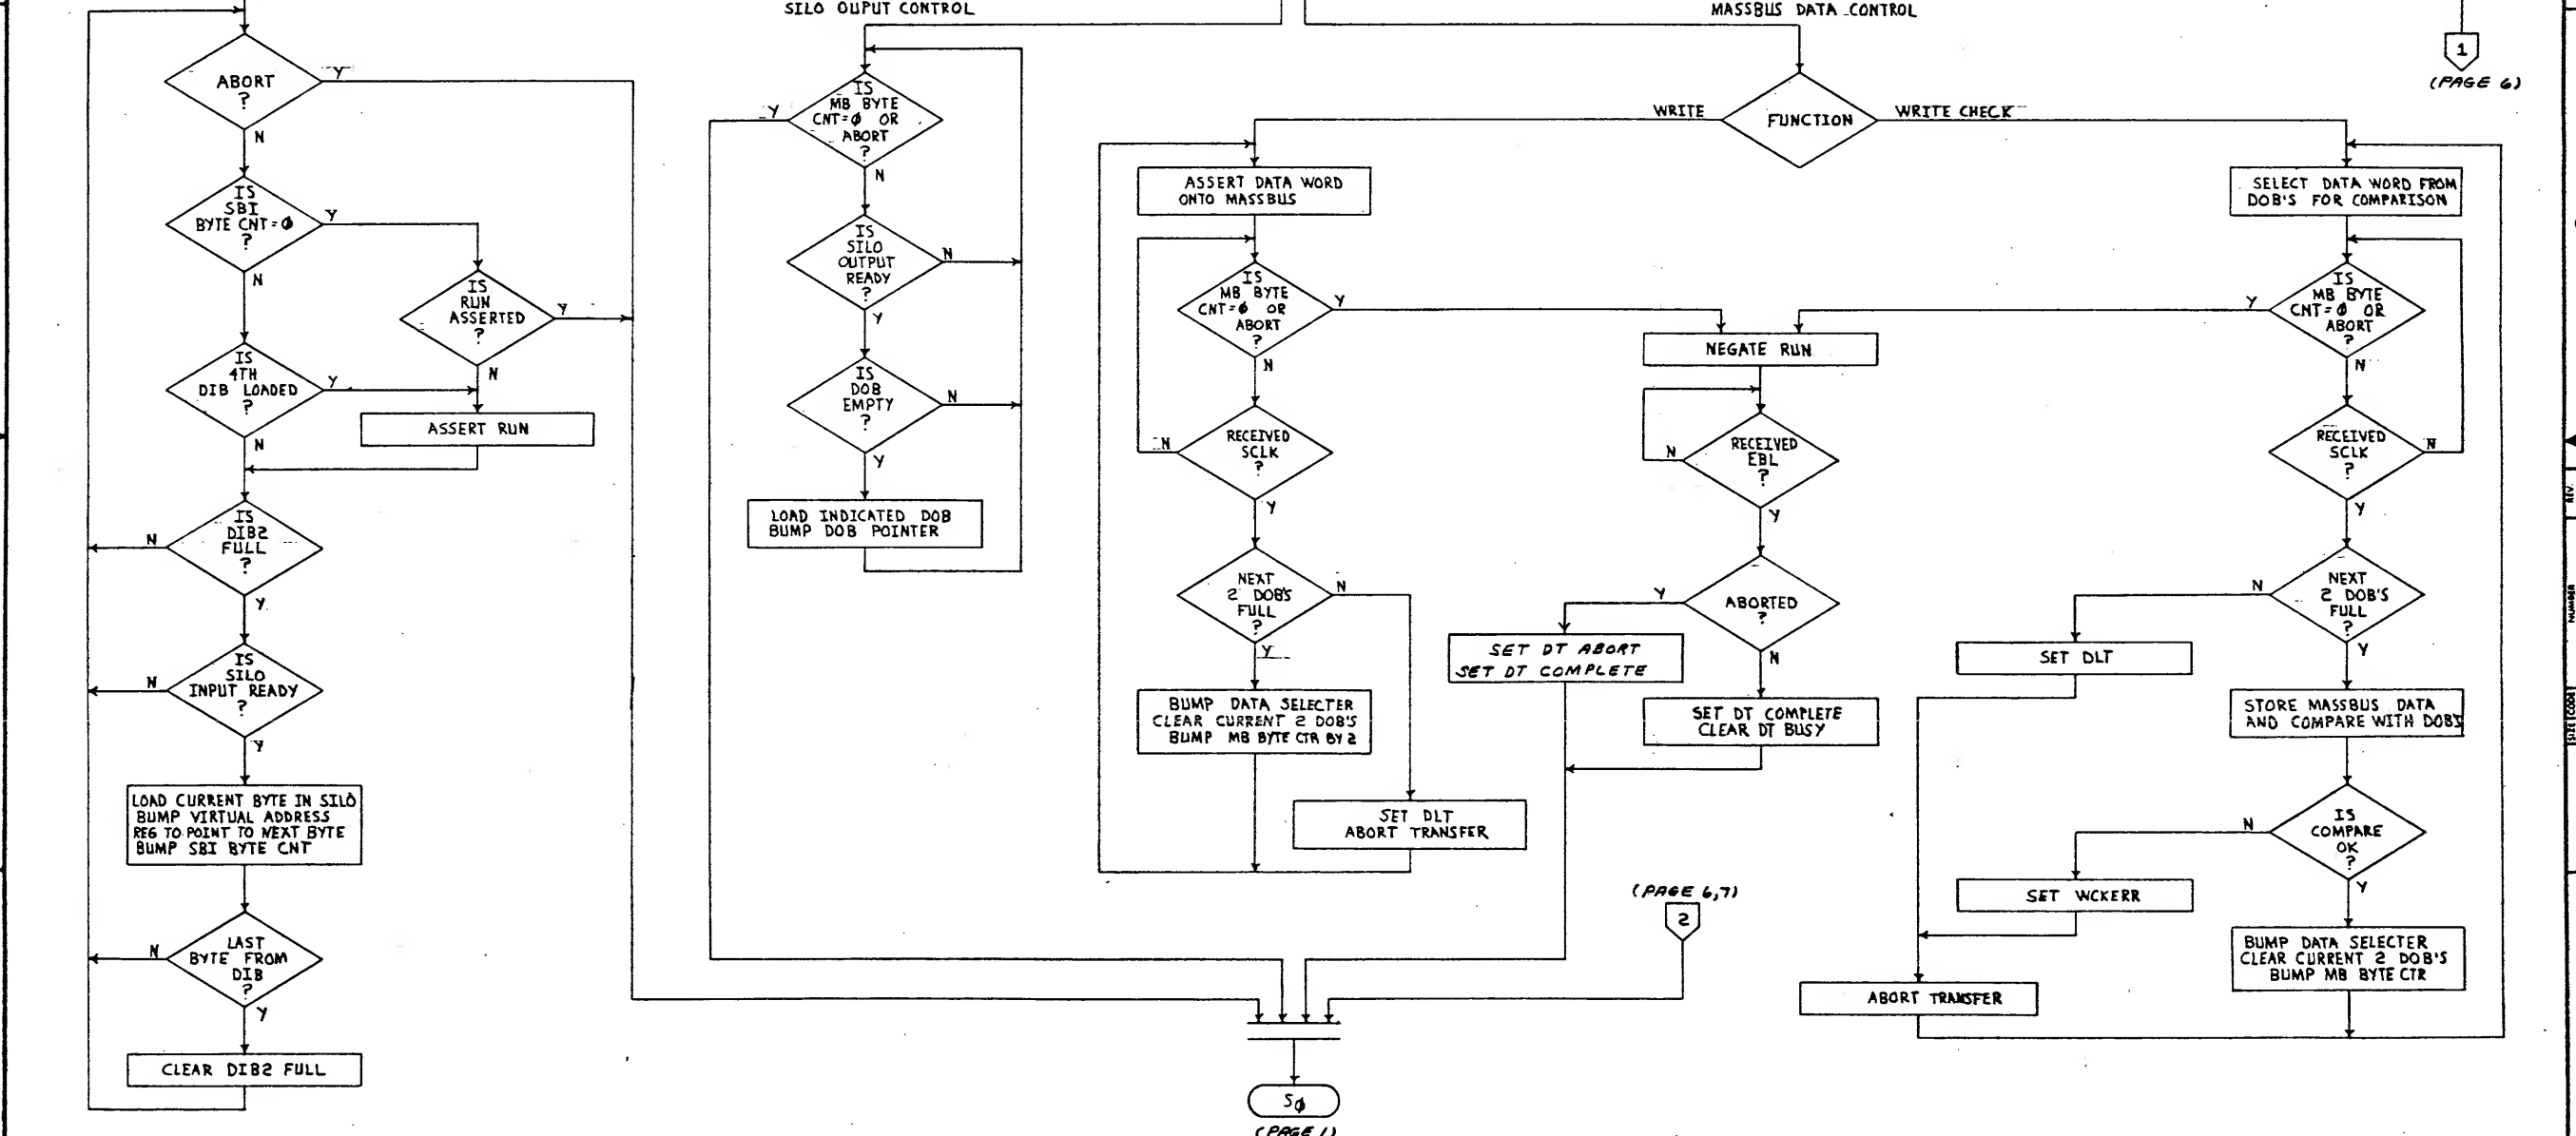 SILO OUPUT CONTROL
MASSBUS DATA CONTROL
1
(PAGE 6)
ABORT
?
Y
N
IS
SBI
BYTE CNT=0
?
Y
N
IS
RUN
ASSERTED
?
Y
N
IS
4TH
DIB LOADED
?
Y
N
ASSERT RUN
IS
DIB2
FULL
?
N
Y
IS
SILO
INPUT READY
?
N
Y
LOAD CURRENT BYTE IN SILO
BUMP VIRTUAL ADDRESS
REG TO POINT TO NEXT BYTE
BUMP SBI BYTE CNT
LAST
BYTE FROM
DIB
?
N
Y
CLEAR DIB2 FULL
IS
MB BYTE
CNT=0 OR
ABORT
?
Y
N
IS
SILO
OUTPUT
READY
?
N
Y
IS
DOB
EMPTY
?
N
Y
LOAD INDICATED DOB
BUMP DOB POINTER
FUNCTION
WRITE
WRITE CHECK
ASSERT DATA WORD
ONTO MASSBUS
IS
MB BYTE
CNT=0 OR
ABORT
?
Y
N
RECEIVED
SCLK
?
N
Y
NEXT
2 DOB'S
FULL
?
N
Y
BUMP DATA SELECTER
CLEAR CURRENT 2 DOB'S
BUMP MB BYTE CTR BY 2
SET DLT
ABORT TRANSFER
NEGATE RUN
RECEIVED
EBL
?
N
Y
ABORTED
?
Y
N
SET DT ABORT
SET DT COMPLETE
SET DT COMPLETE
CLEAR DT BUSY
(PAGE 6,7)
2
SELECT DATA WORD FROM
DOB'S FOR COMPARISON
IS
MB BYTE
CNT=0 OR
ABORT
?
Y
N
RECEIVED
SCLK
?
N
Y
NEXT
2 DOB'S
FULL
?
N
Y
SET DLT
STORE MASSBUS DATA
AND COMPARE WITH DOB'S
IS
COMPARE
OK
?
N
Y
SET WCKERR
BUMP DATA SELECTER
CLEAR CURRENT 2 DOB'S
BUMP MB BYTE CTR
ABORT TRANSFER
S0
(PAGE 1)
REV.
NUMBER
SIZE CODE